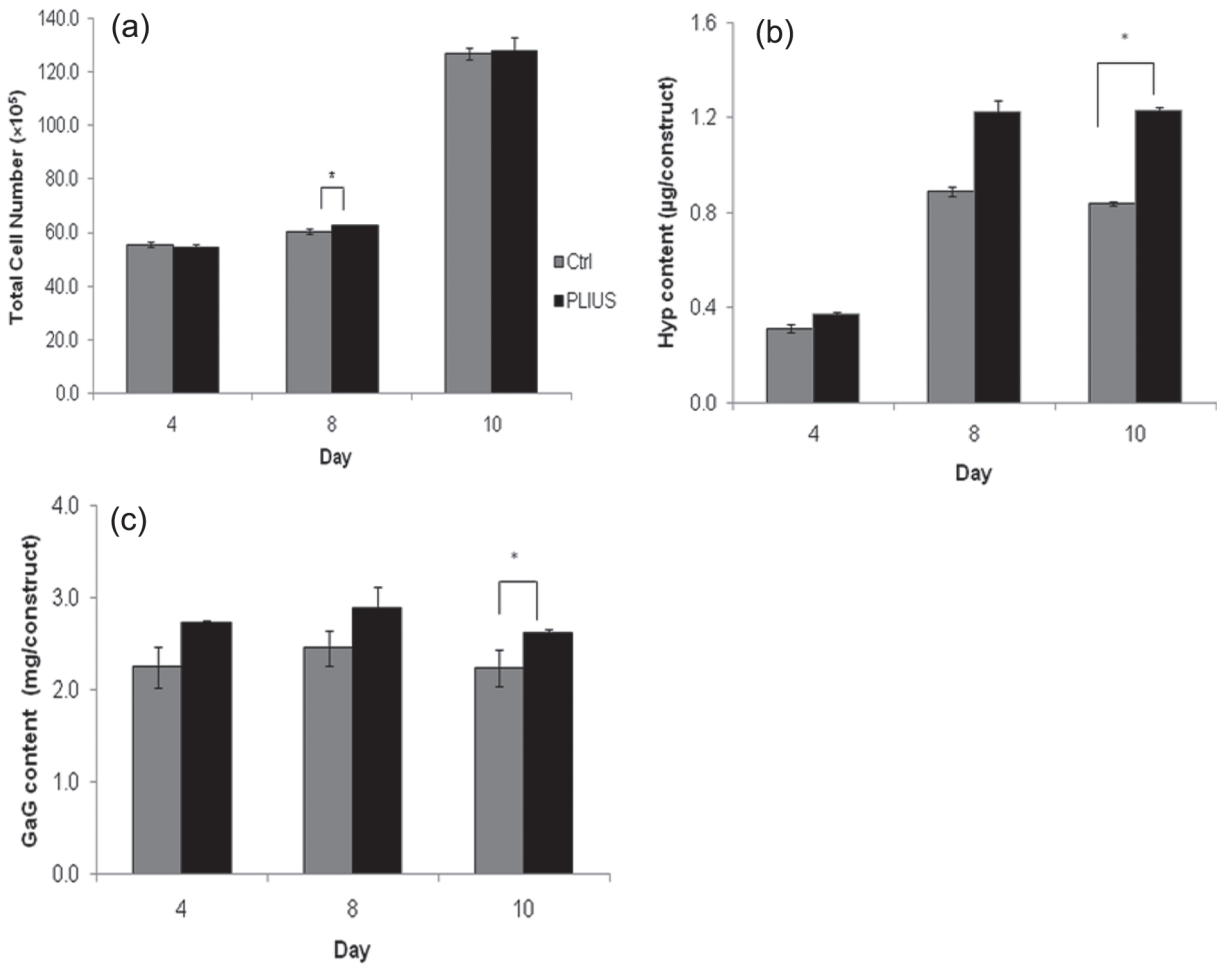 (a)
Total Cell Number (×10⁵)
140.0
120.0
100.0
80.0
60.0
40.0
20.0
0.0
*
4 8 10
Day
Ctrl
PLIUS
(b)
Hyp content (µg/construct)
1.6
1.2
0.8
0.4
0.0
*
4 8 10
Day
(c)
GaG content (mg/construct)
4.0
3.0
2.0
1.0
0.0
*
4 8 10
Day